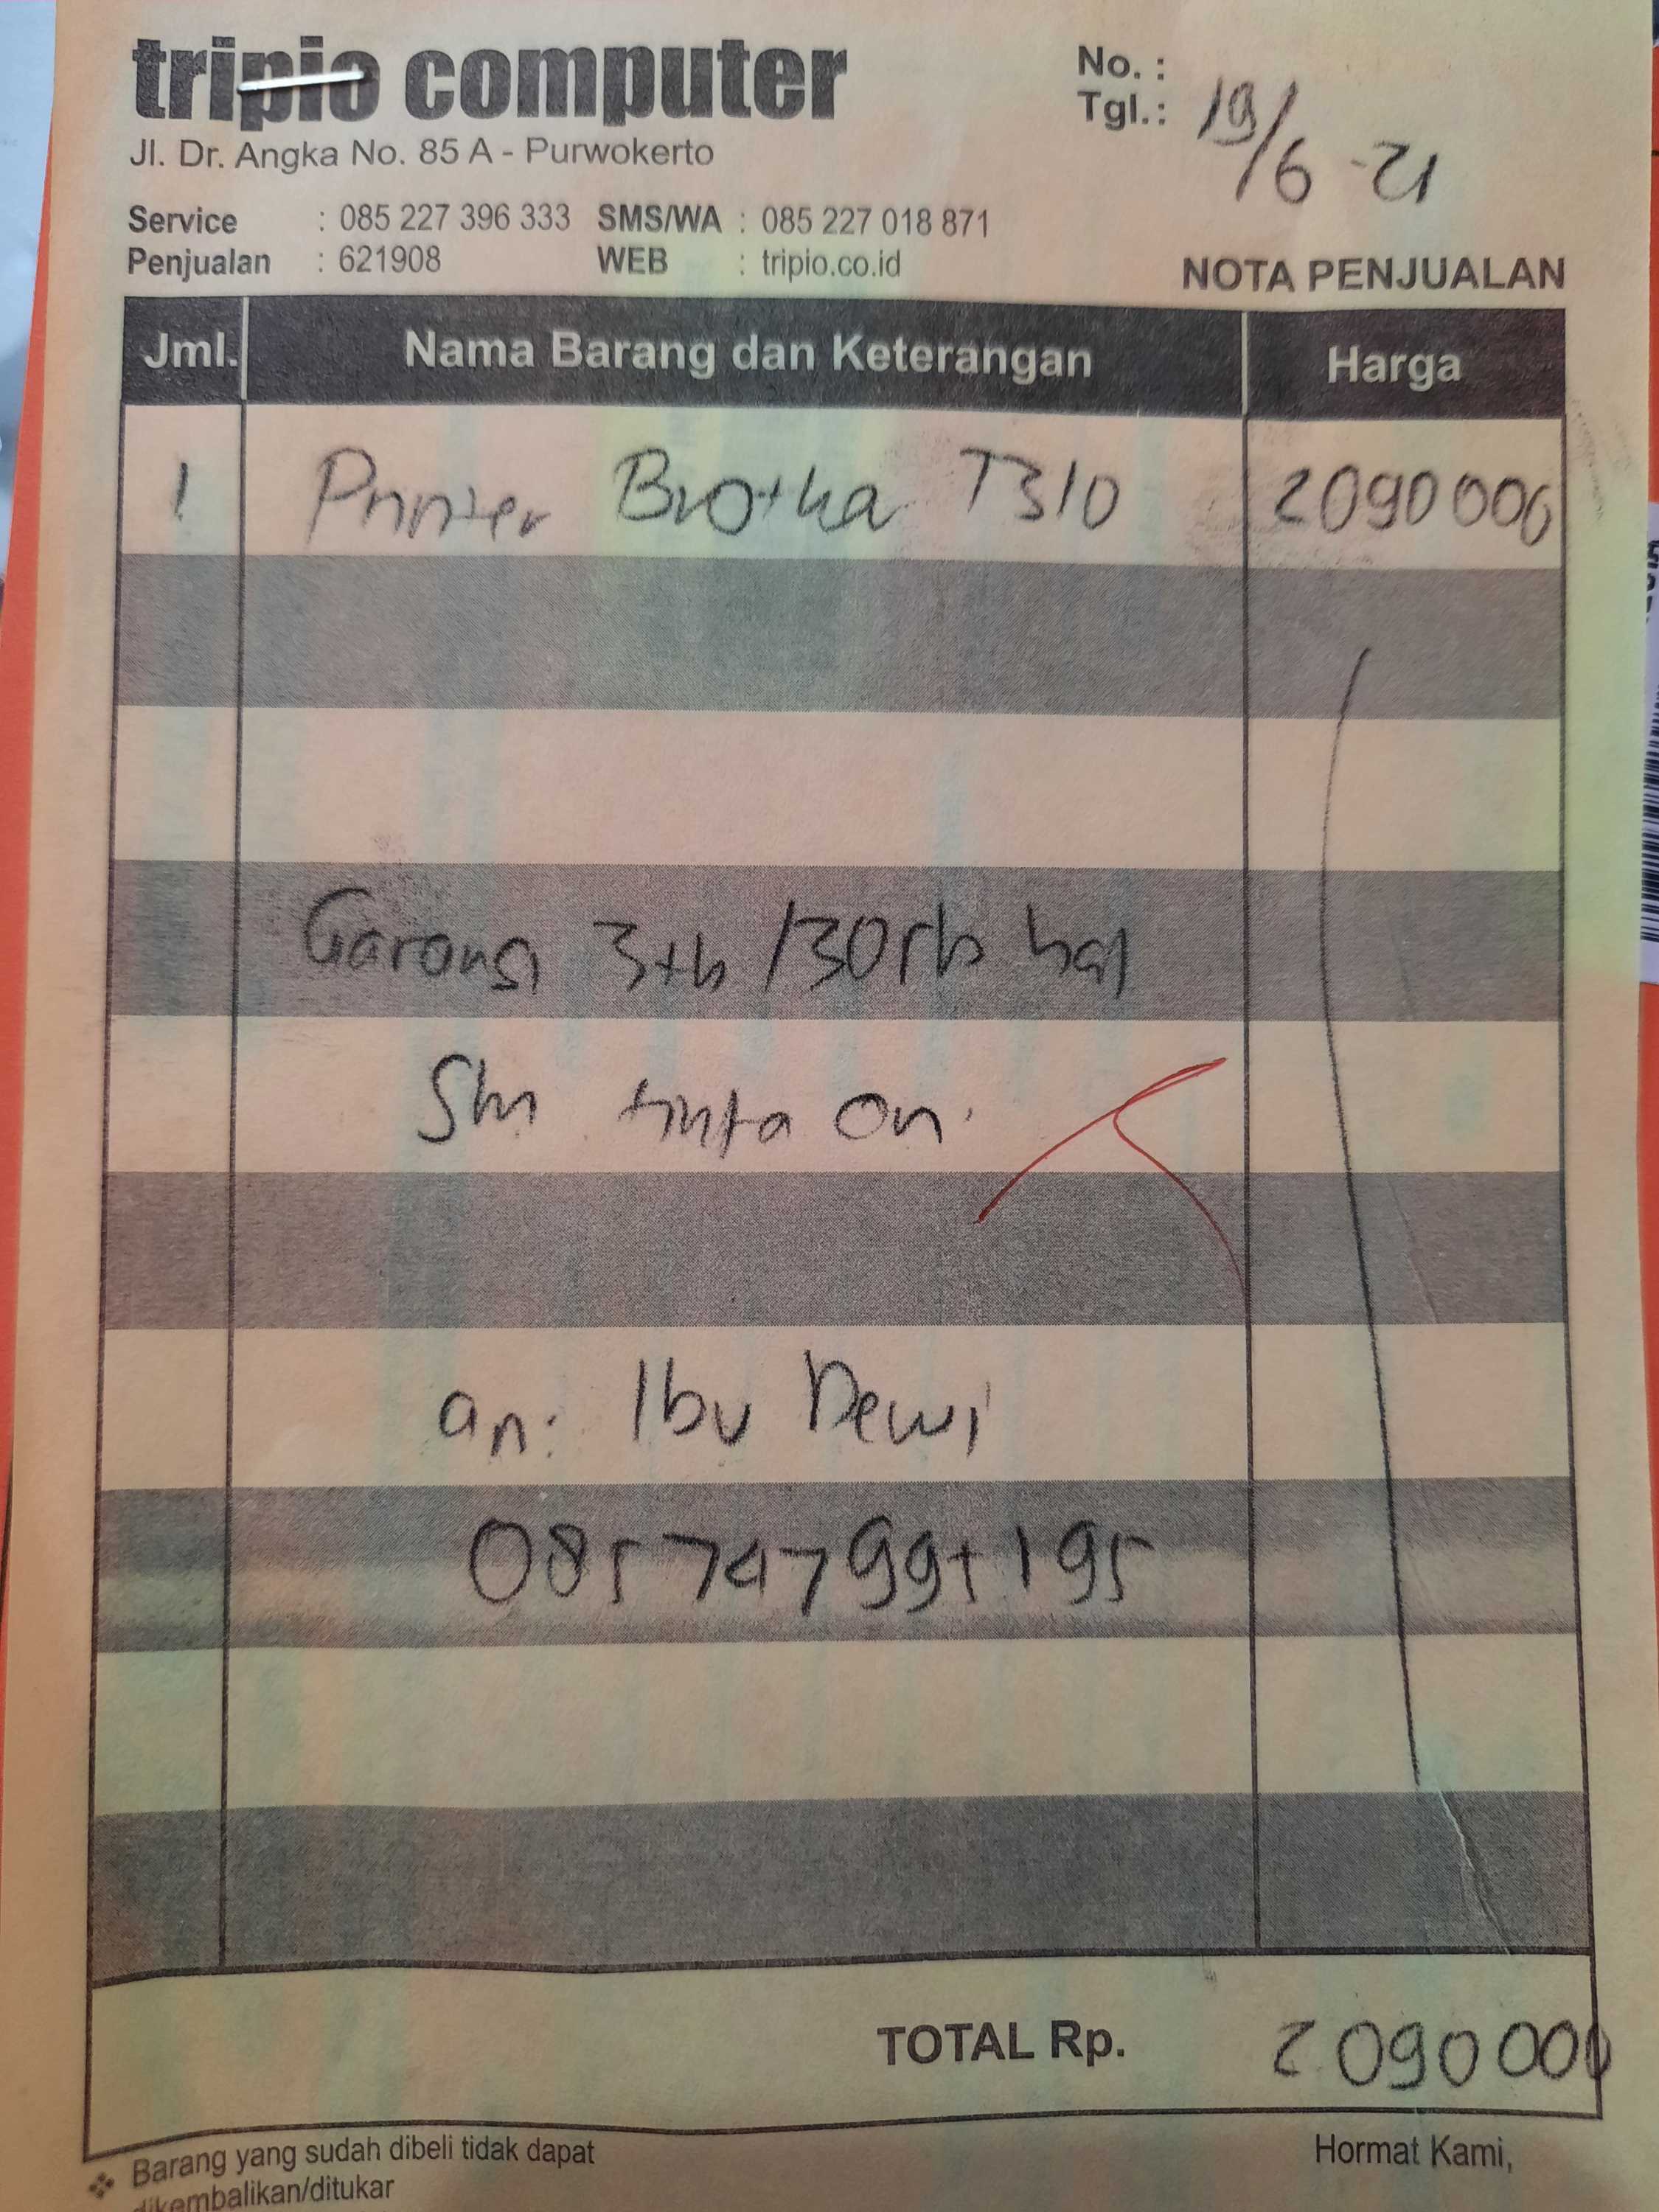 tripio computer
Jl. Dr. Angka No. 85 A - Purwokerto
No. :
Tgl.: 19/6-21
Service : 085 227 396 333 SMS/WA : 085 227 018 871
Penjualan : 621908 WEB : tripio.co.id
NOTA PENJUALAN
Jml. Nama Barang dan Keterangan Harga
1 Printer Brother T310 2090000
Garansi 3th/30rb hal
tinta on
an: Ibu Dewi
TOTAL Rp. 2090000
❖ Barang yang sudah dibeli tidak dapat
dikembalikan/ditukar
Hormat Kami,